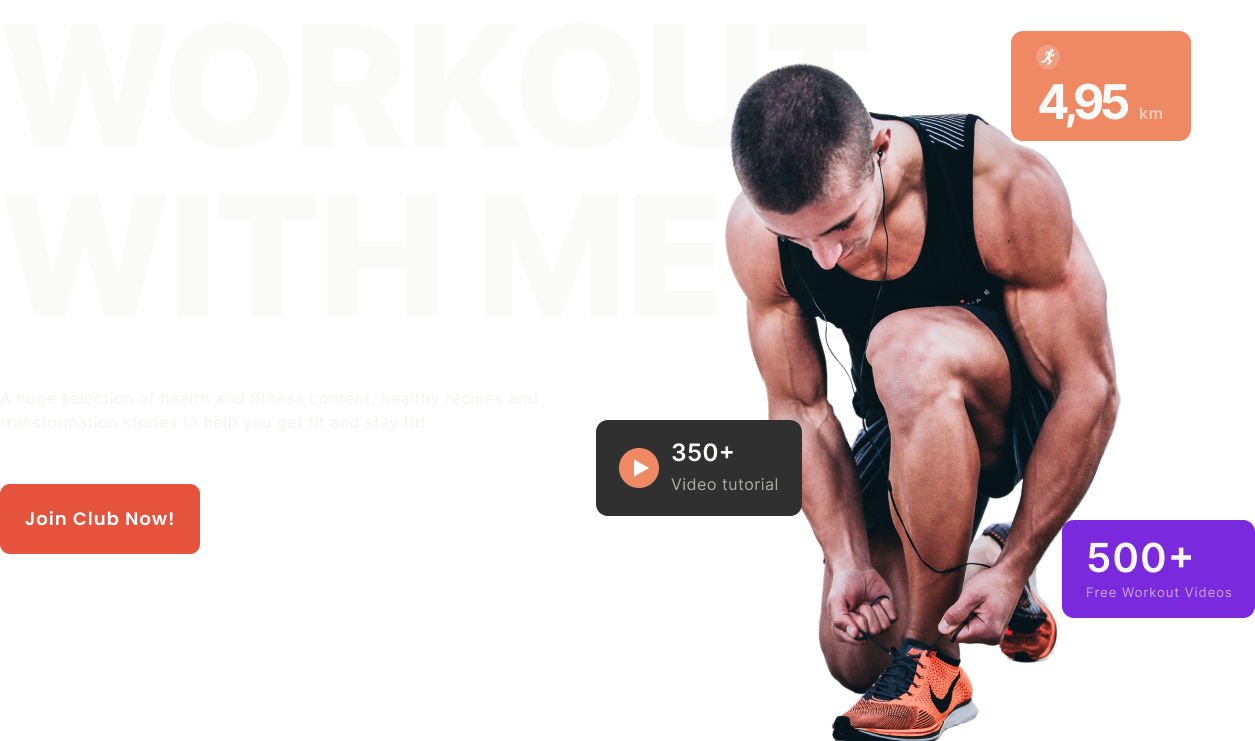 WORKOUT
WITH ME
4,95 km
A huge selection of health and fitness content, healthy recipes and
transformation stories to help you get fit and stay fit!
350+
Video tutorial
Join Club Now!
500+
Free Workout Videos